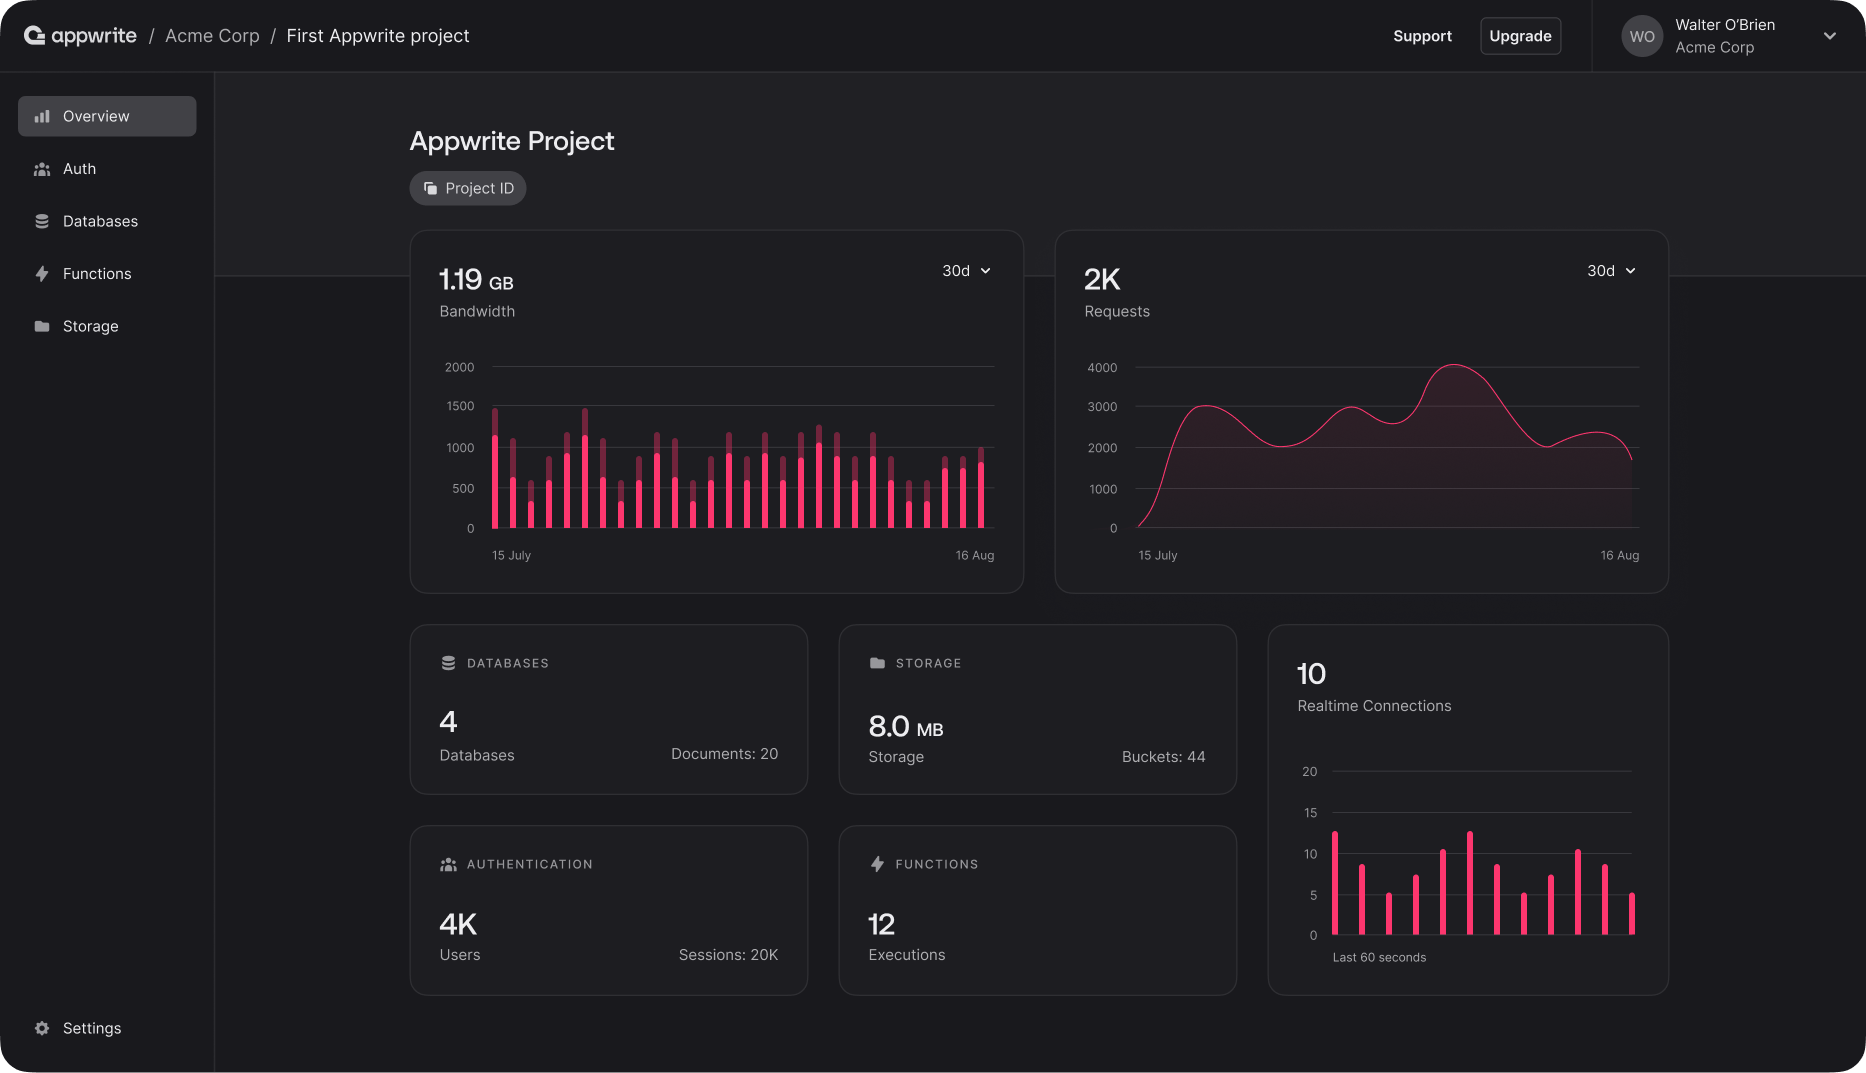 appwrite / Acme Corp / First Appwrite project
Support
Upgrade
WO
Walter O’Brien
Acme Corp
Overview
Auth
Databases
Functions
Storage
Settings
Appwrite Project
Project ID
1.19 GB
Bandwidth
30d
2000
1500
1000
500
0
15 July
16 Aug
2K
Requests
30d
4000
3000
2000
1000
0
15 July
16 Aug
DATABASES
4
Databases
Documents: 20
STORAGE
8.0 MB
Storage
Buckets: 44
10
Realtime Connections
20
15
10
5
0
Last 60 seconds
AUTHENTICATION
4K
Users
Sessions: 20K
FUNCTIONS
12
Executions